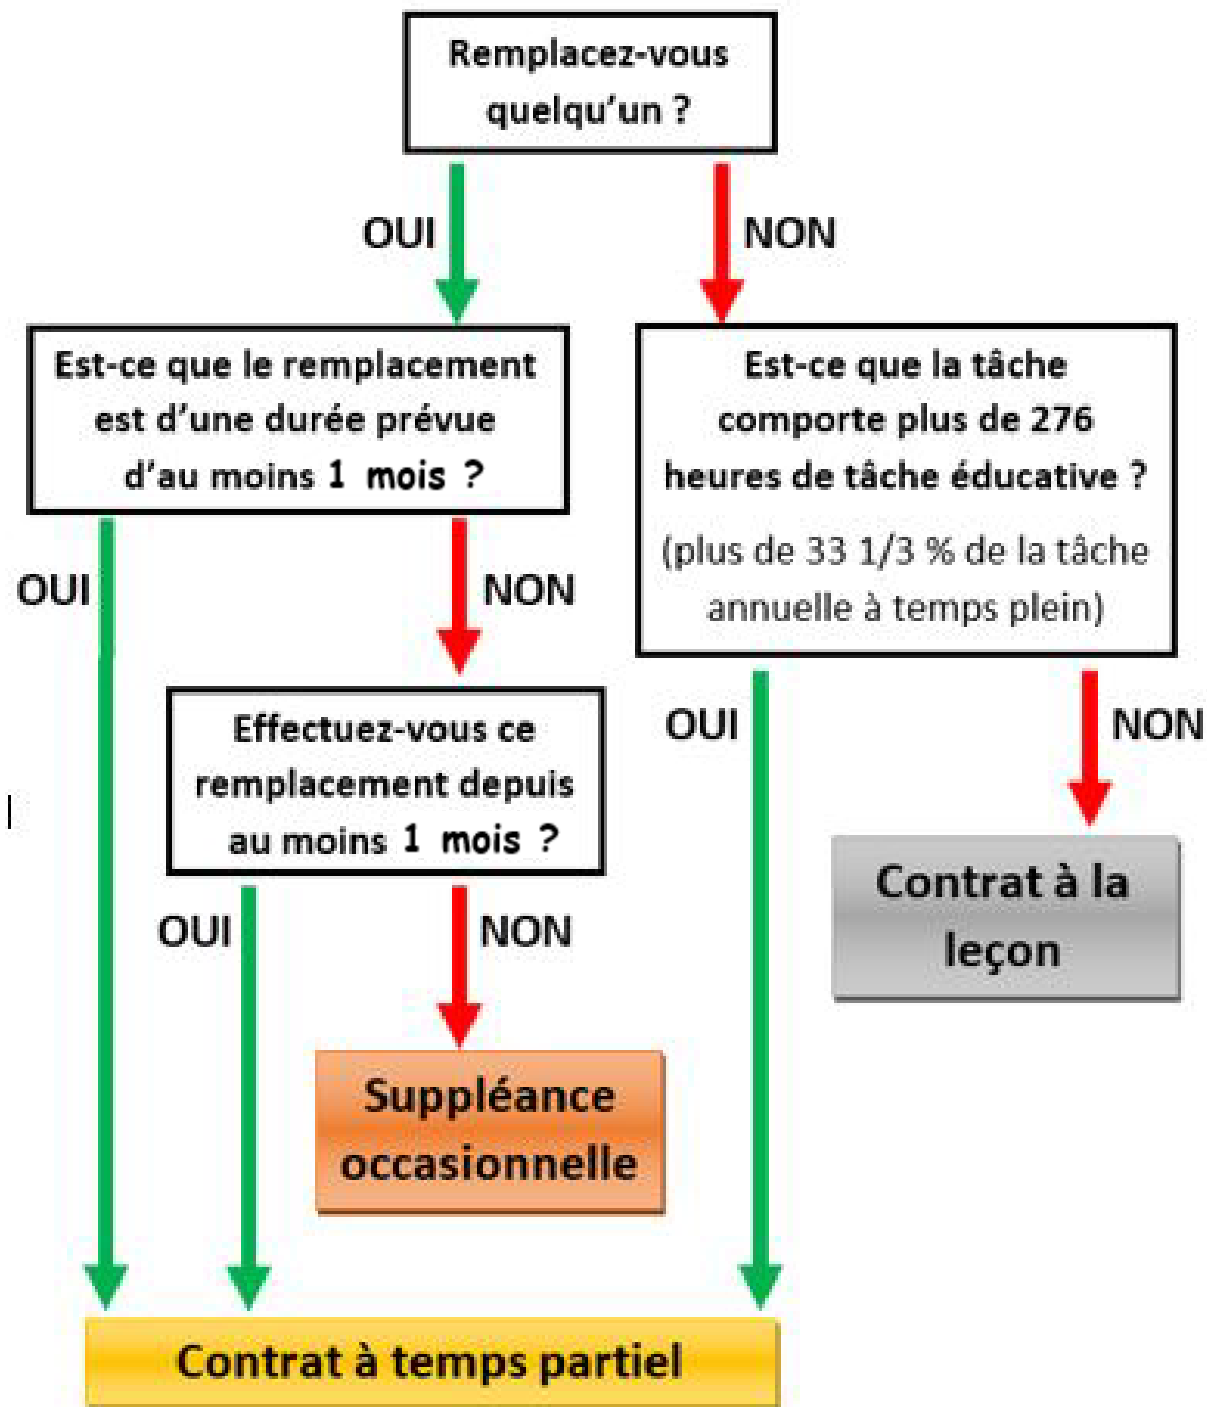 Remplacez-vous
quelqu'un ?
OUI
NON
Est-ce que le remplacement
est d'une durée prévue
d'au moins 1 mois ?
Est-ce que la tâche
comporte plus de 276
heures de tâche éducative ?
(plus de 33 1/3 % de la tâche
annuelle à temps plein)
OUI
NON
Effectuez-vous ce
remplacement depuis
au moins 1 mois ?
OUI
NON
Contrat à la
leçon
OUI
NON
Suppléance
occasionnelle
Contrat à temps partiel